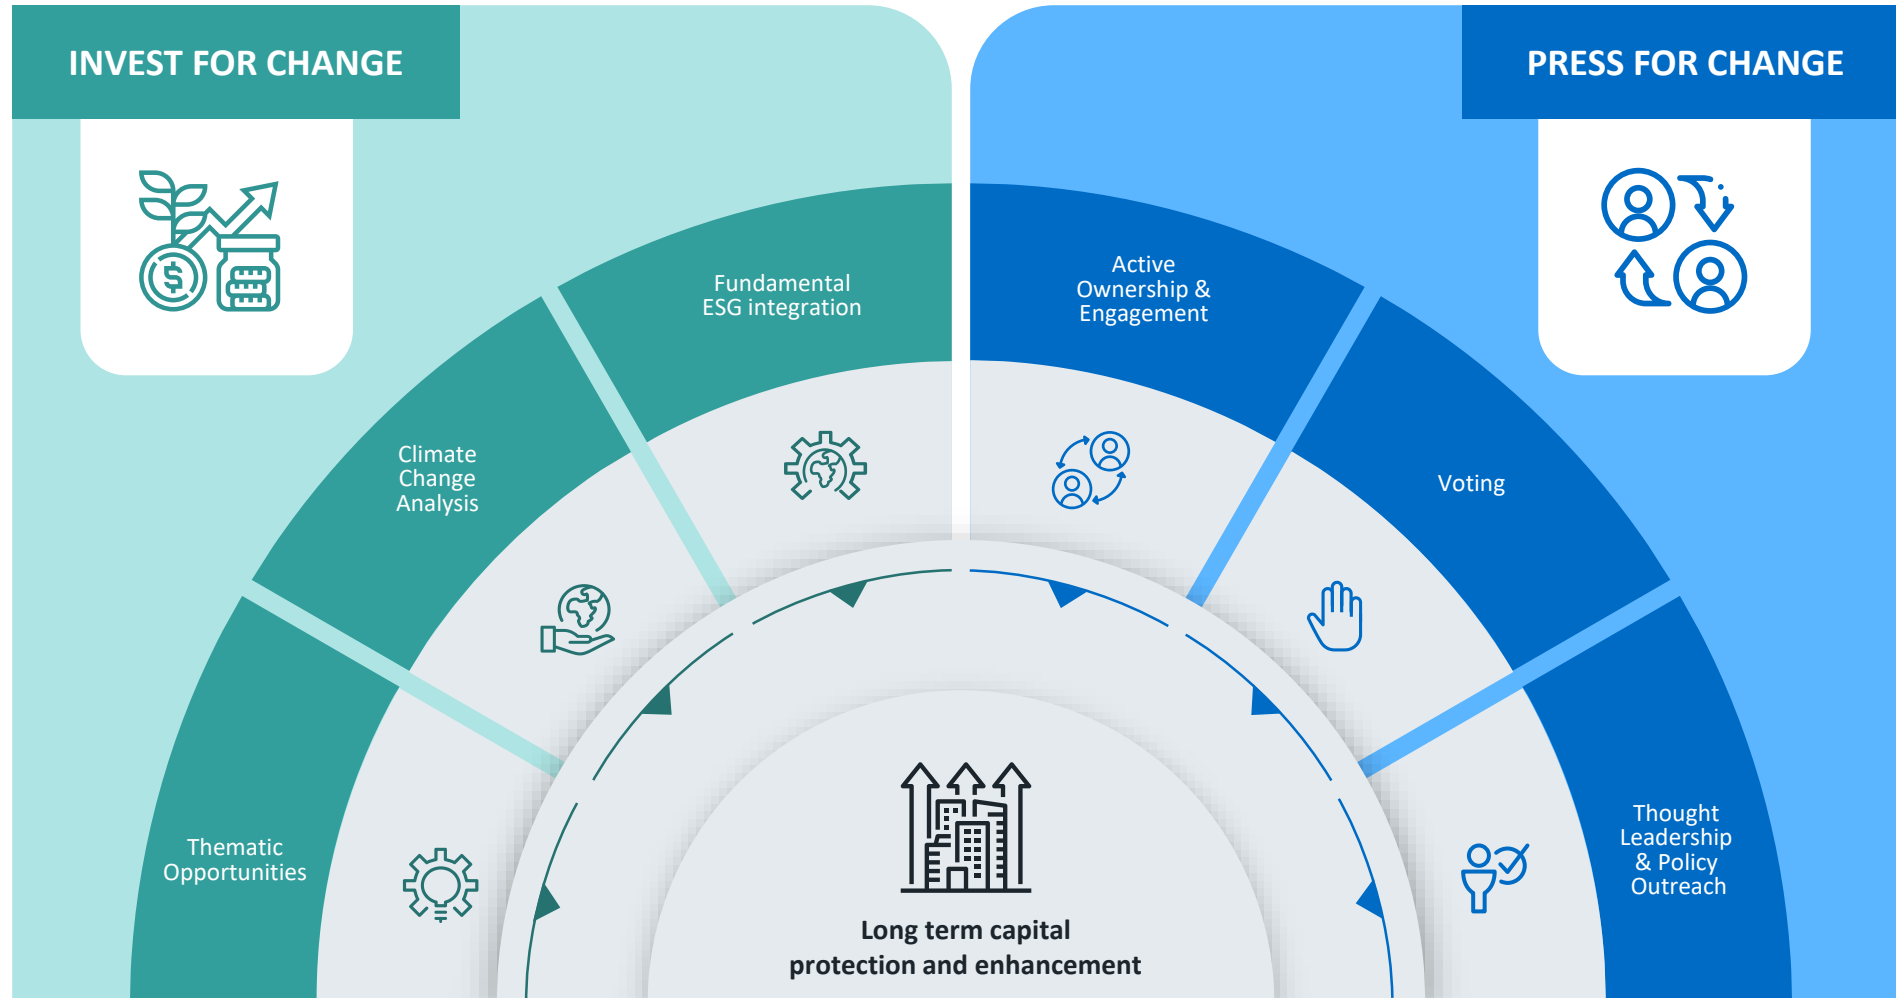 INVEST FOR CHANGE
PRESS FOR CHANGE
Fundamental
ESG integration
Active
Ownership &
Engagement
Climate
Change
Analysis
Voting
Thematic
Opportunities
Thought
Leadership
& Policy
Outreach
Long term capital
protection and enhancement